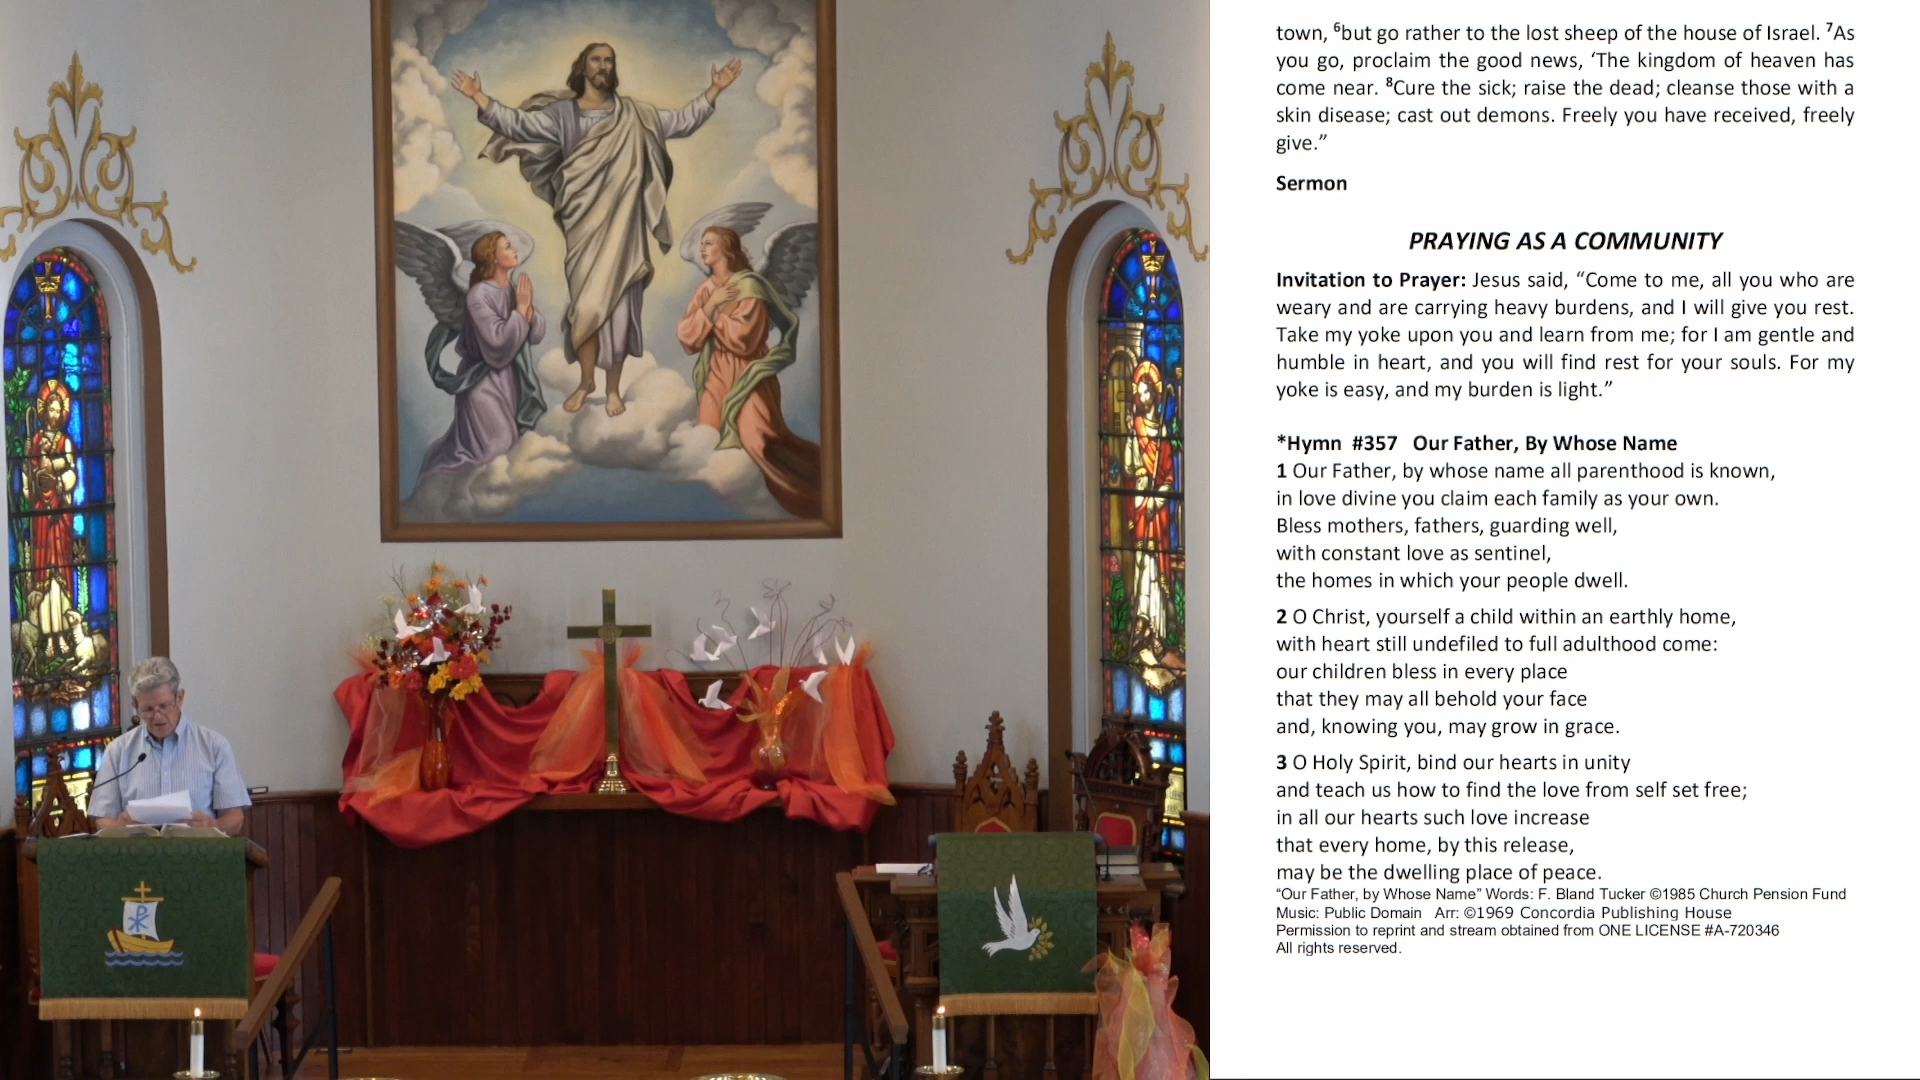 town, ⁶but go rather to the lost sheep of the house of Israel. ⁷As
you go, proclaim the good news, ‘The kingdom of heaven has
come near. ⁸Cure the sick; raise the dead; cleanse those with a
skin disease; cast out demons. Freely you have received, freely
give.”
Sermon
PRAYING AS A COMMUNITY
Invitation to Prayer: Jesus said, “Come to me, all you who are
weary and are carrying heavy burdens, and I will give you rest.
Take my yoke upon you and learn from me; for I am gentle and
humble in heart, and you will find rest for your souls. For my
yoke is easy, and my burden is light.”
*Hymn #357 Our Father, By Whose Name
1 Our Father, by whose name all parenthood is known,
in love divine you claim each family as your own.
Bless mothers, fathers, guarding well,
with constant love as sentinel,
the homes in which your people dwell.
2 O Christ, yourself a child within an earthly home,
with heart still undefiled to full adulthood come:
our children bless in every place
that they may all behold your face
and, knowing you, may grow in grace.
3 O Holy Spirit, bind our hearts in unity
and teach us how to find the love from self set free;
in all our hearts such love increase
that every home, by this release,
may be the dwelling place of peace.
“Our Father, by Whose Name” Words: F. Bland Tucker ©1985 Church Pension Fund
Music: Public Domain Arr: ©1969 Concordia Publishing House
Permission to reprint and stream obtained from ONE LICENSE #A-720346
All rights reserved.